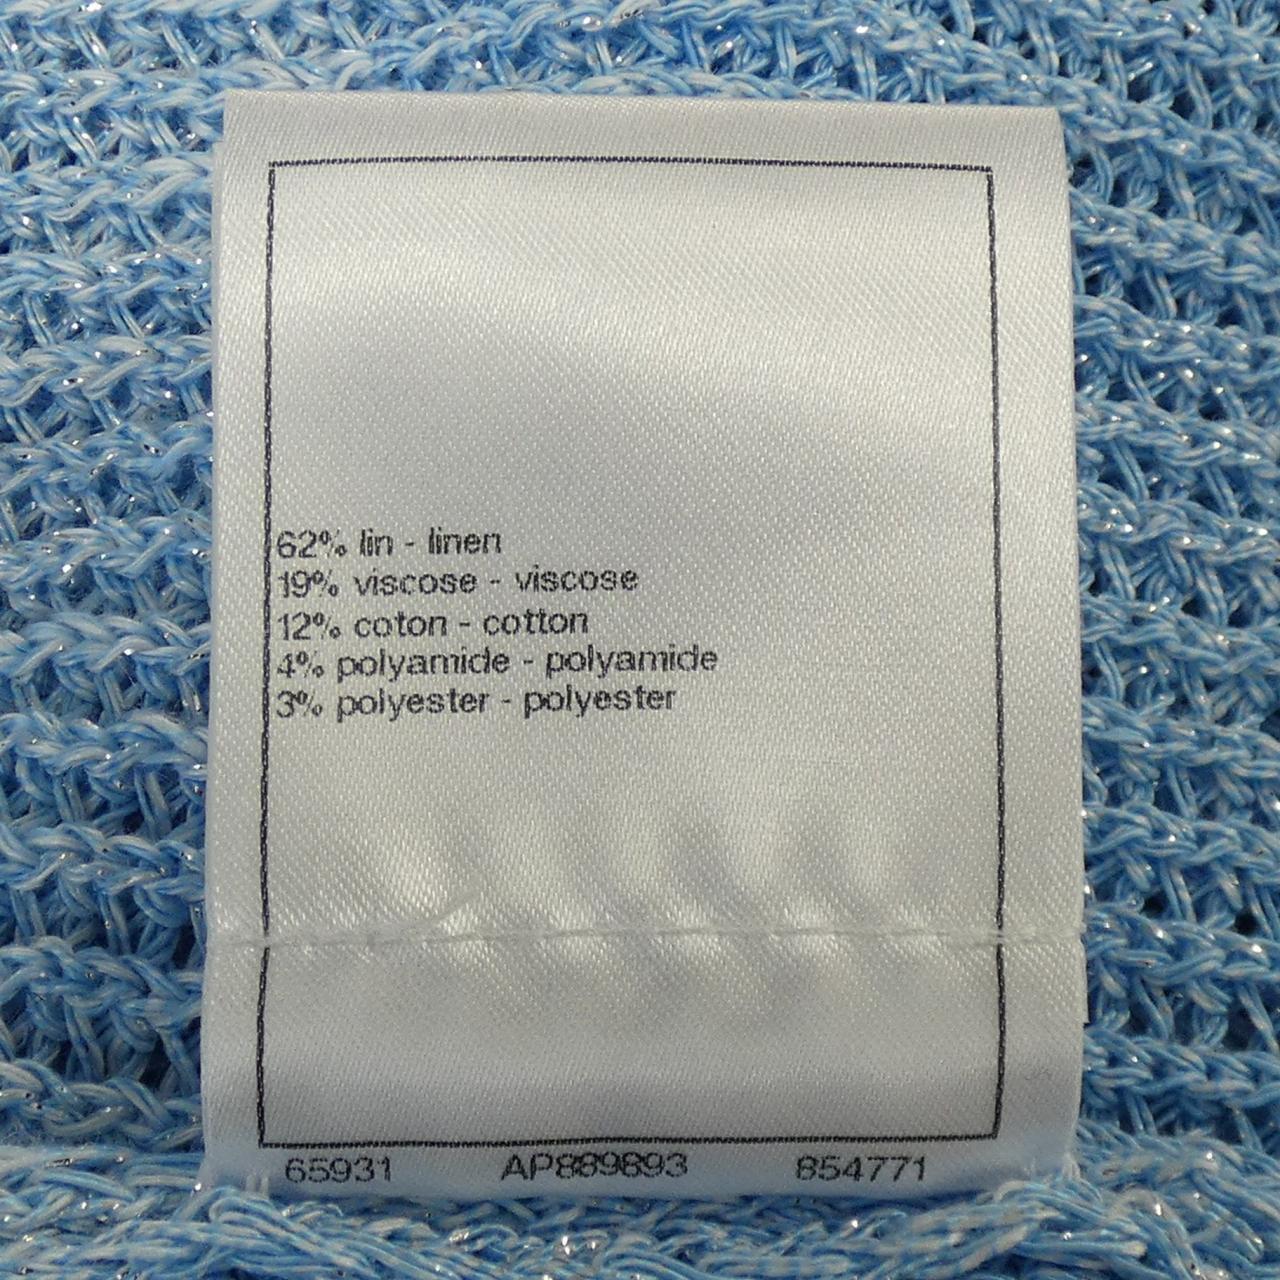 62% lin - linen
19% viscose - viscose
12% coton - cotton
4% polyamide - polyamide
3% polyester - polyester
65931 AP889893 854771